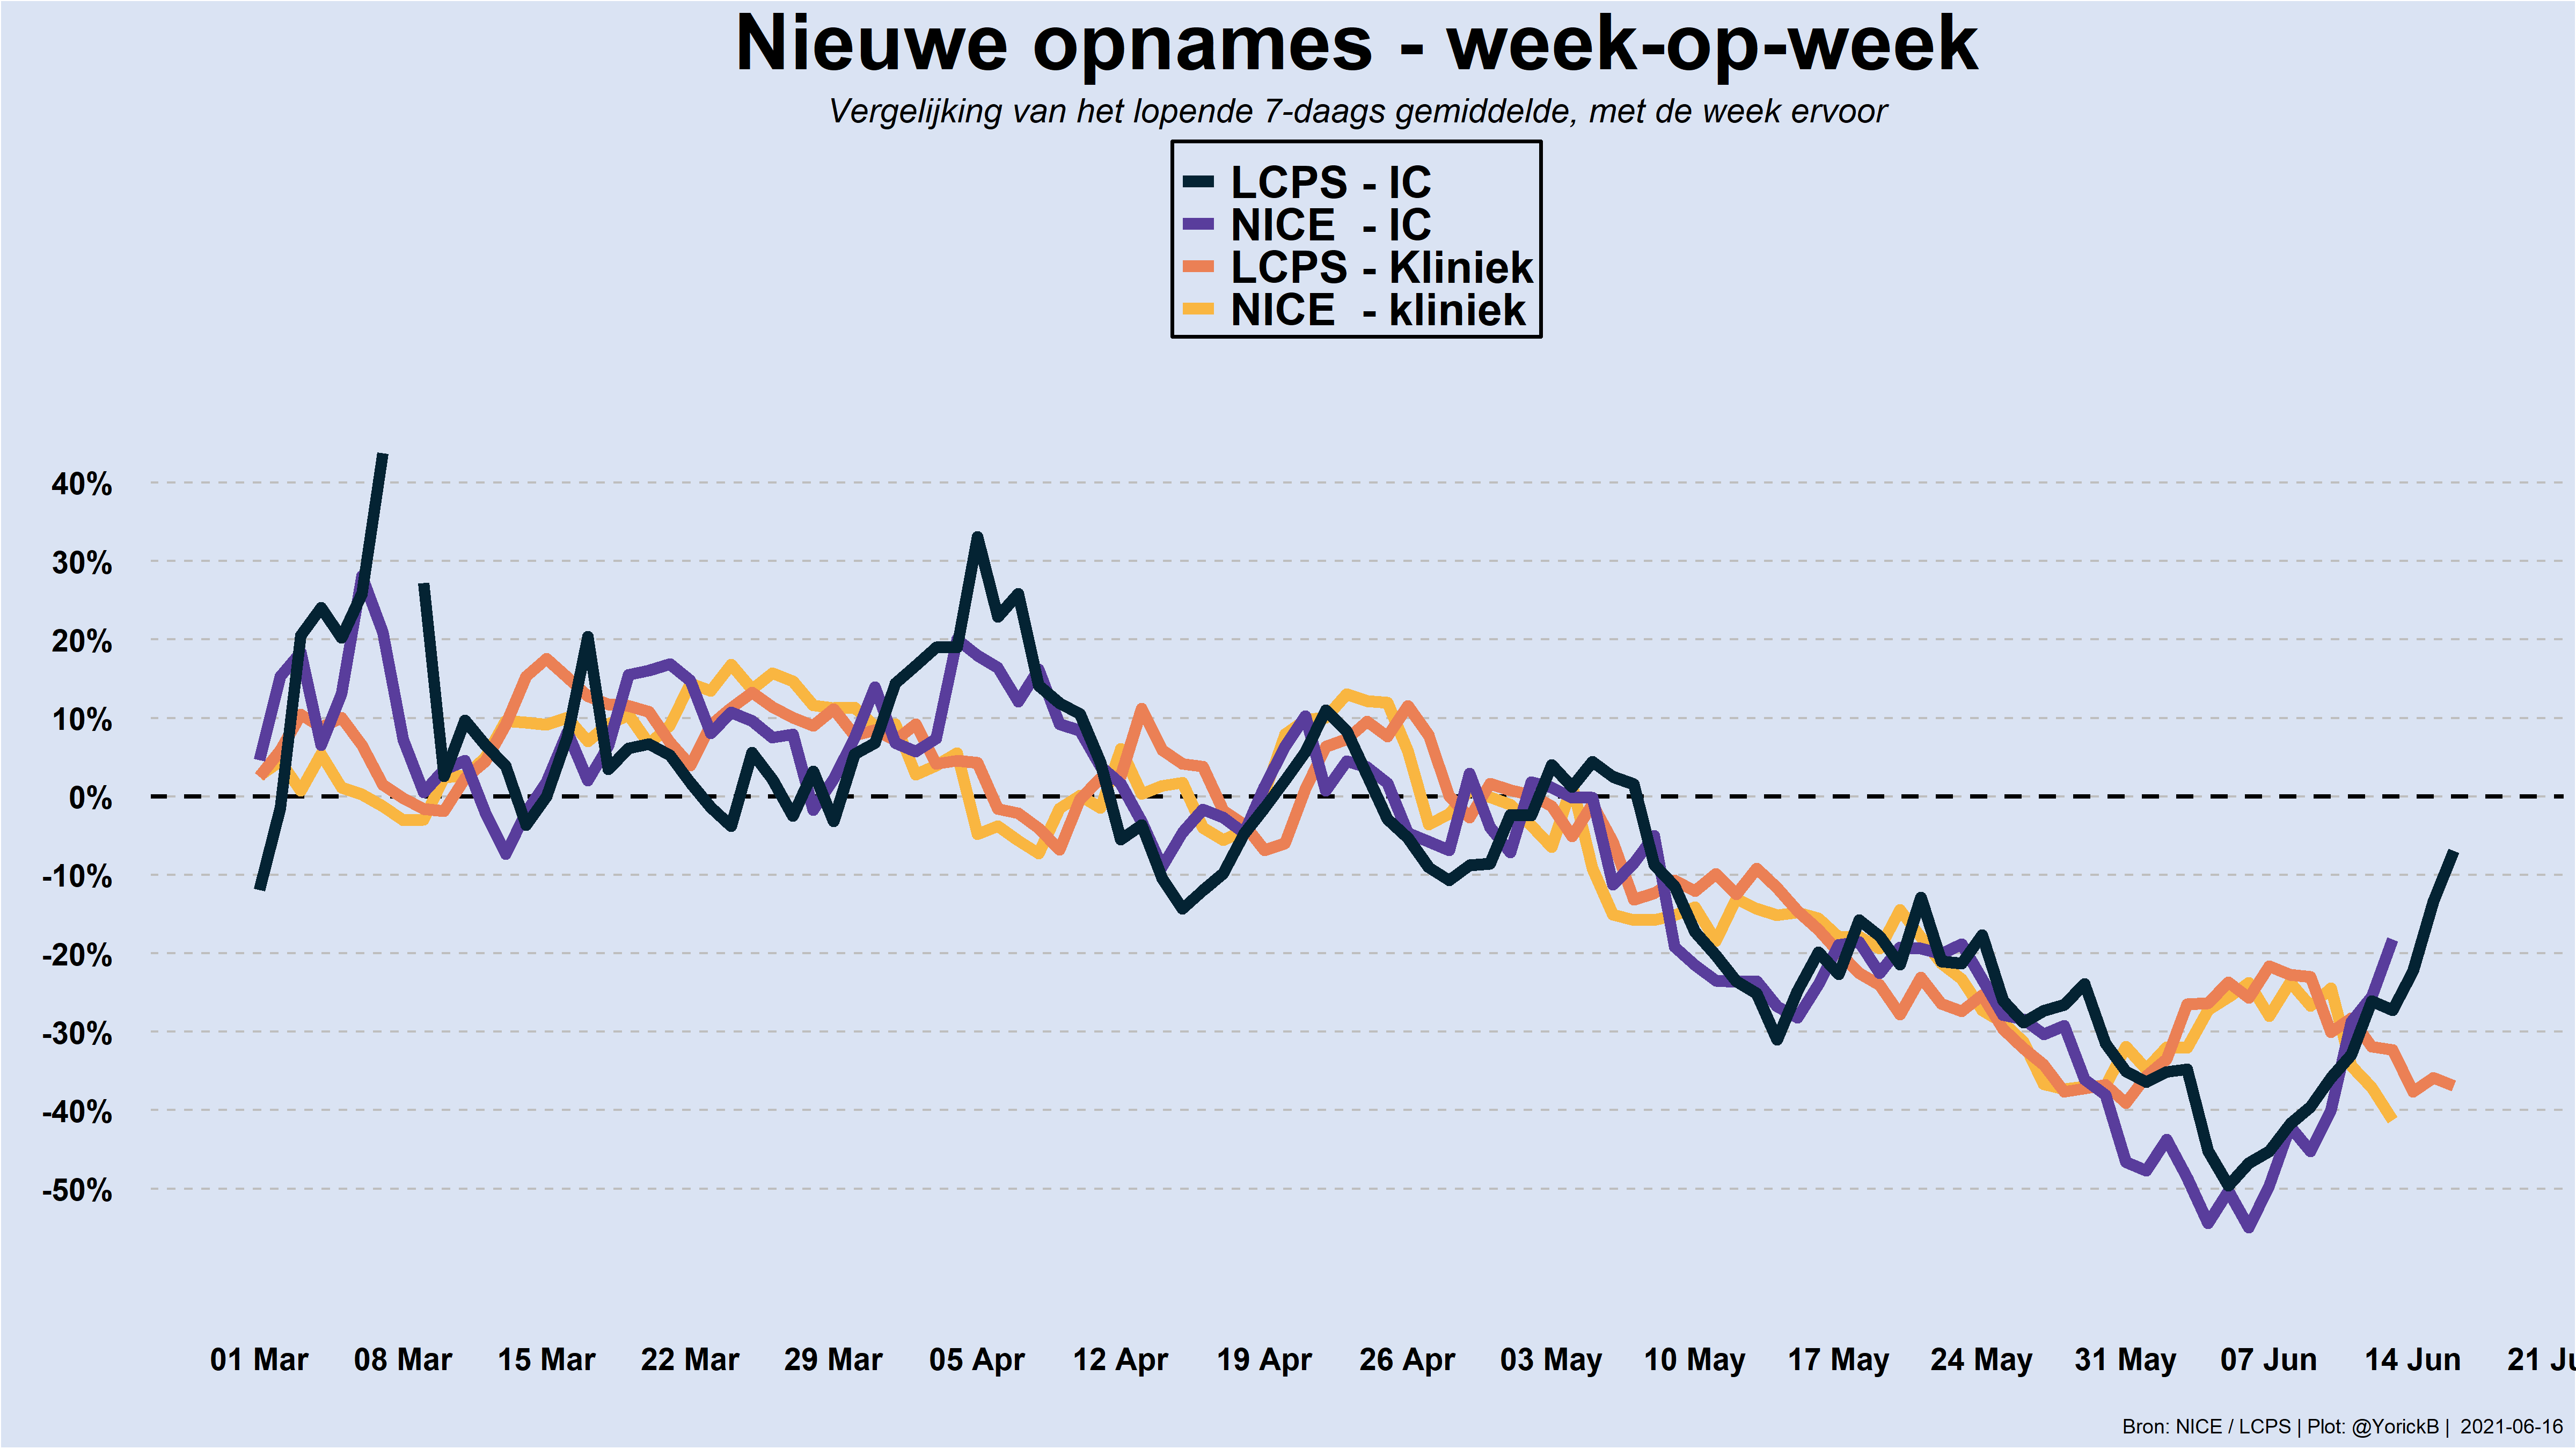 Nieuwe opnames - week-op-week
Vergelijking van het lopende 7-daags gemiddelde, met de week ervoor
LCPS - IC
NICE - IC
LCPS - Kliniek
NICE - kliniek
40%
30%
20%
10%
0%
-10%
-20%
-30%
-40%
-50%
01 Mar 08 Mar 15 Mar 22 Mar 29 Mar 05 Apr 12 Apr 19 Apr 26 Apr 03 May 10 May 17 May 24 May 31 May 07 Jun 14 Jun 21
Bron: NICE / LCPS | Plot: @YorickB | 2021-06-16